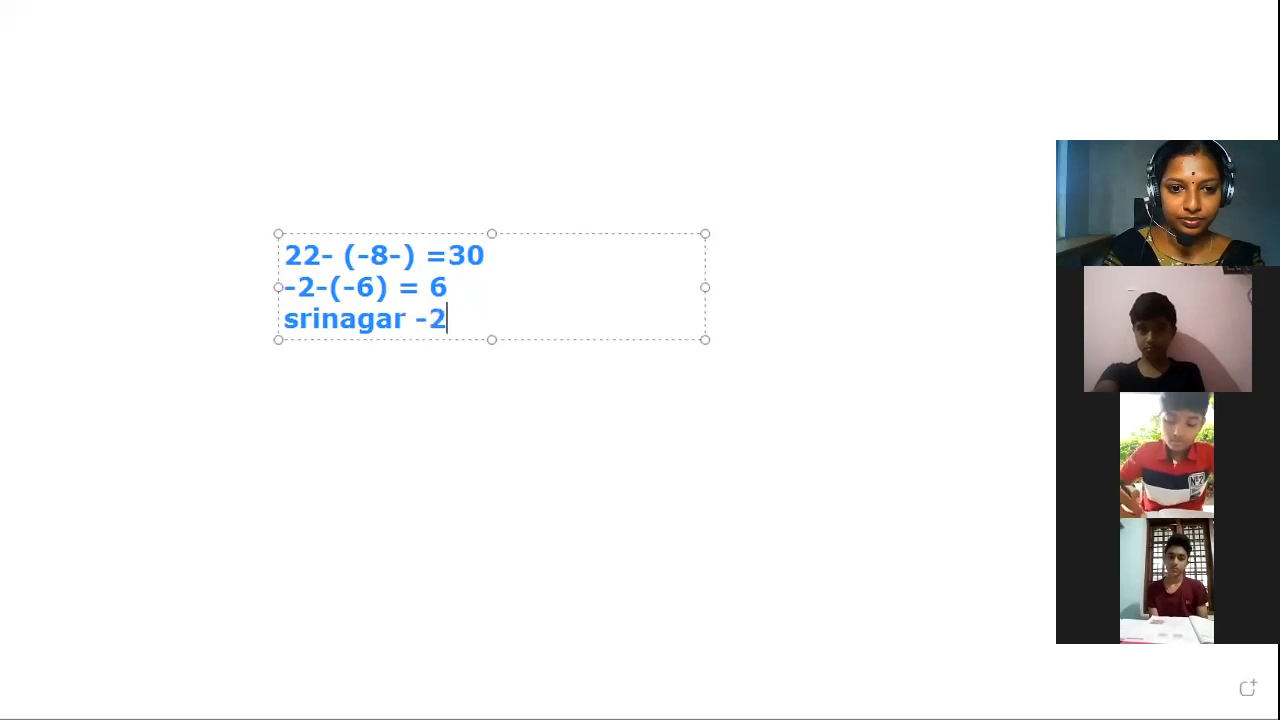 22- (-8-) =30
-2-(-6) = 6
srinagar -2